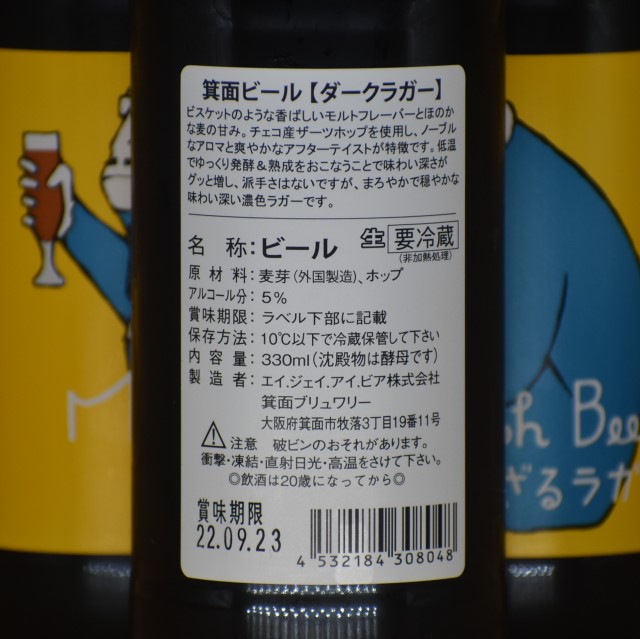 箕面ビール【ダークラガー】
ビスケットのような香ばしいモルトフレーバーとほのか
な麦の甘み。チェコ産ザーツホップを使用し、ノーブル
なアロマと爽やかなアフターテイストが特徴です。低温
でゆっくり発酵&熟成をおこなうことで味わい深さが
グッと増し、派手さはないですが、まろやかで穏やかな
味わい深い濃色ラガーです。
名 称：ビール 生 要冷蔵
(非加熱処理)
原 材 料：麦芽(外国製造)、ホップ
アルコール分：5%
賞味期限：ラベル下部に記載
保存方法：10℃以下で冷蔵保管して下さい
内 容 量：330ml(沈殿物は酵母です)
製 造 者：エイ.ジェイ.アイ.ビア株式会社
箕面ブリュワリー
大阪府箕面市牧落3丁目19番11号
注意 破ビンのおそれがあります。
衝撃・凍結・直射日光・高温をさけて下さい。
◎飲酒は20歳になってから◎
賞味期限
22.09.23
4 532184 308048
M
sh Bee
ざるラガ